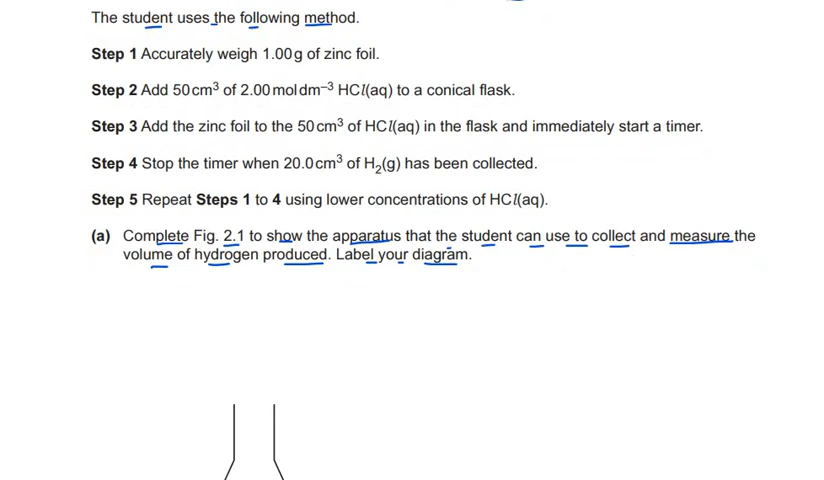 The student uses the following method.
Step 1 Accurately weigh 1.00 g of zinc foil.
Step 2 Add 50 cm³ of 2.00 mol dm⁻³ HCl(aq) to a conical flask.
Step 3 Add the zinc foil to the 50 cm³ of HCl(aq) in the flask and immediately start a timer.
Step 4 Stop the timer when 20.0 cm³ of H₂(g) has been collected.
Step 5 Repeat Steps 1 to 4 using lower concentrations of HCl(aq).
(a) Complete Fig. 2.1 to show the apparatus that the student can use to collect and measure the
volume of hydrogen produced. Label your diagram.